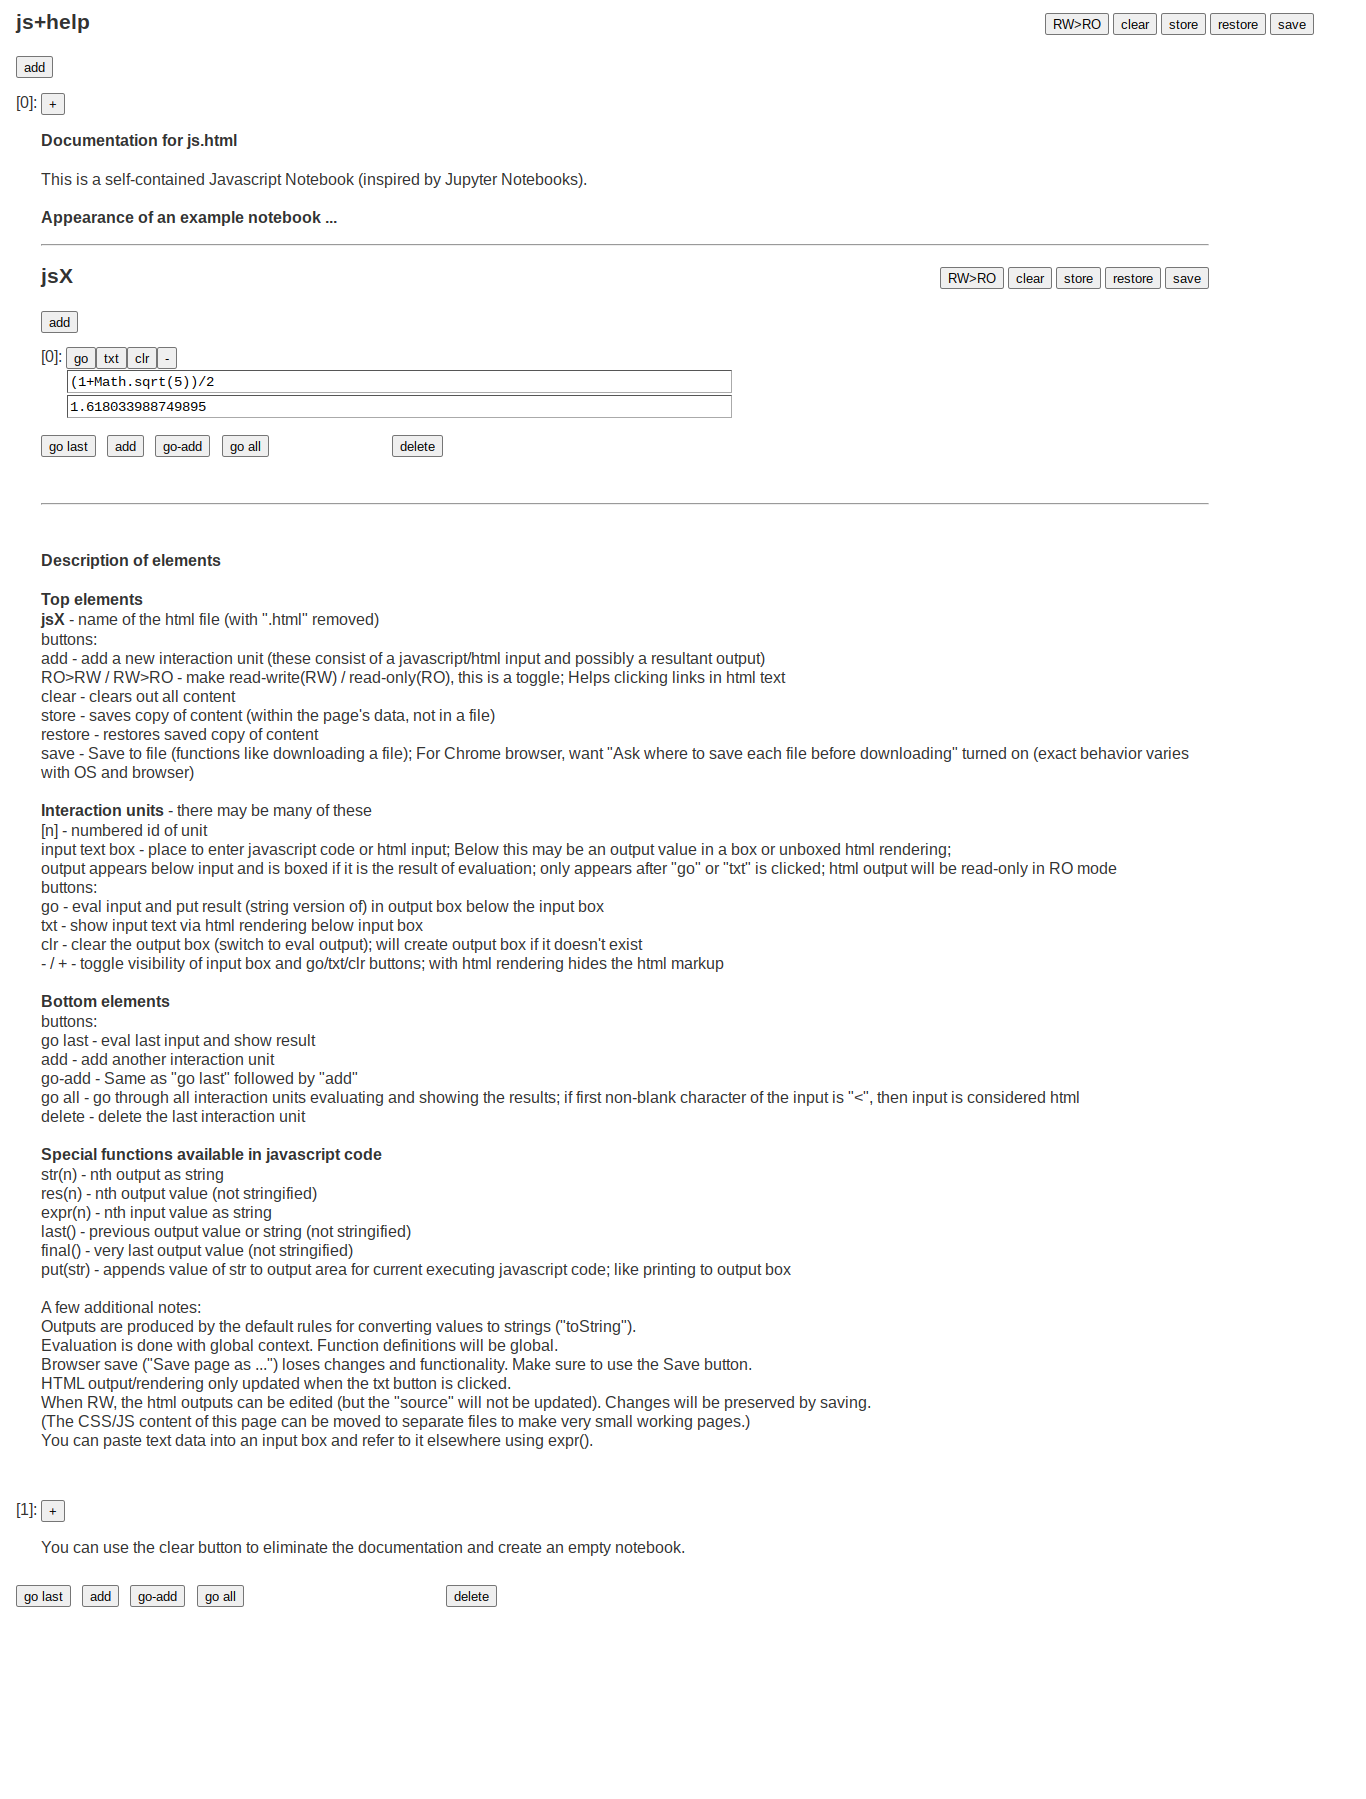 js+help RW>RO clear store restore save
add
[0]: +
Documentation for js.html
This is a self-contained Javascript Notebook (inspired by Jupyter Notebooks).
Appearance of an example notebook ...
jsX RW>RO clear store restore save
add
[0]: go txt clr -
(1+Math.sqrt(5))/2
1.618033988749895
go last add go-add go all delete
Description of elements
Top elements
jsX - name of the html file (with ".html" removed)
buttons:
add - add a new interaction unit (these consist of a javascript/html input and possibly a resultant output)
RO>RW / RW>RO - make read-write(RW) / read-only(RO), this is a toggle; Helps clicking links in html text
clear - clears out all content
store - saves copy of content (within the page's data, not in a file)
restore - restores saved copy of content
save - Save to file (functions like downloading a file); For Chrome browser, want "Ask where to save each file before downloading" turned on (exact behavior varies
with OS and browser)
Interaction units - there may be many of these
[n] - numbered id of unit
input text box - place to enter javascript code or html input; Below this may be an output value in a box or unboxed html rendering;
output appears below input and is boxed if it is the result of evaluation; only appears after "go" or "txt" is clicked; html output will be read-only in RO mode
buttons:
go - eval input and put result (string version of) in output box below the input box
txt - show input text via html rendering below input box
clr - clear the output box (switch to eval output); will create output box if it doesn't exist
- / + - toggle visibility of input box and go/txt/clr buttons; with html rendering hides the html markup
Bottom elements
buttons:
go last - eval last input and show result
add - add another interaction unit
go-add - Same as "go last" followed by "add"
go all - go through all interaction units evaluating and showing the results; if first non-blank character of the input is "<", then input is considered html
delete - delete the last interaction unit
Special functions available in javascript code
str(n) - nth output as string
res(n) - nth output value (not stringified)
expr(n) - nth input value as string
last() - previous output value or string (not stringified)
final() - very last output value (not stringified)
put(str) - appends value of str to output area for current executing javascript code; like printing to output box
A few additional notes:
Outputs are produced by the default rules for converting values to strings ("toString").
Evaluation is done with global context. Function definitions will be global.
Browser save ("Save page as ...") loses changes and functionality. Make sure to use the Save button.
HTML output/rendering only updated when the txt button is clicked.
When RW, the html outputs can be edited (but the "source" will not be updated). Changes will be preserved by saving.
(The CSS/JS content of this page can be moved to separate files to make very small working pages.)
You can paste text data into an input box and refer to it elsewhere using expr().
[1]: +
You can use the clear button to eliminate the documentation and create an empty notebook.
go last add go-add go all delete